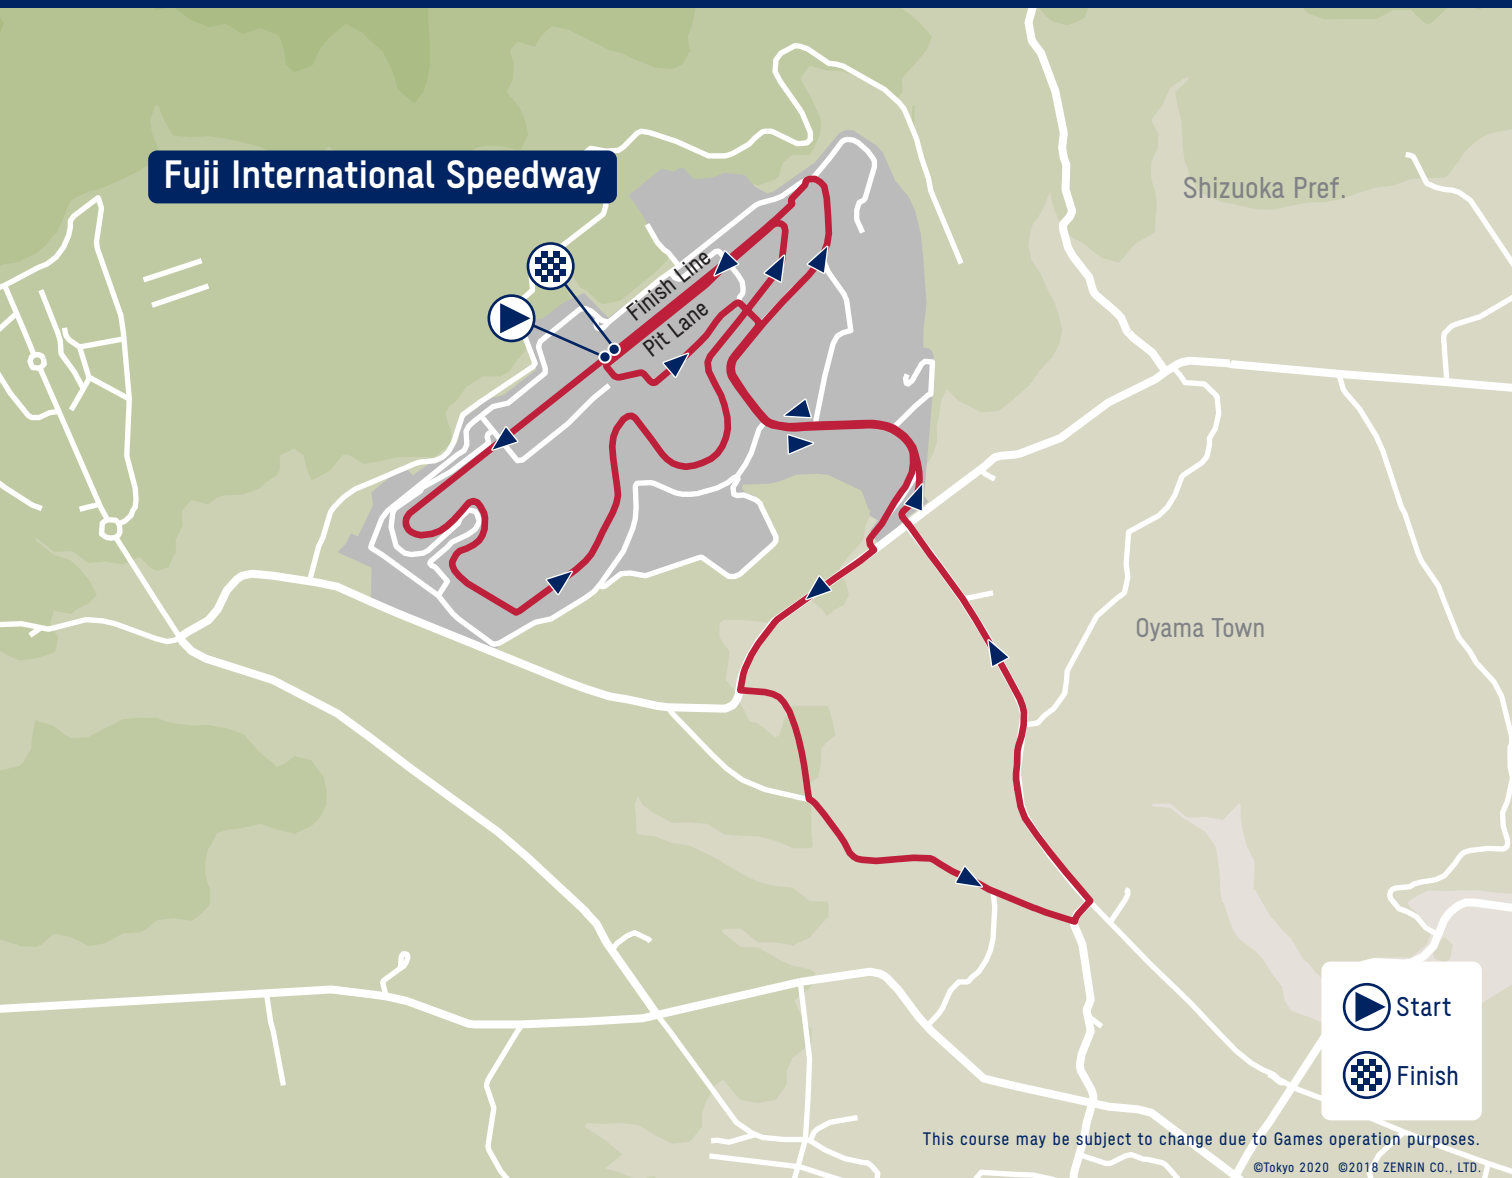 Fuji International Speedway
Shizuoka Pref.
Finish Line
Pit Lane
Oyama Town
Start
Finish
This course may be subject to change due to Games operation purposes.
©Tokyo 2020 ©2018 ZENRIN CO., LTD.